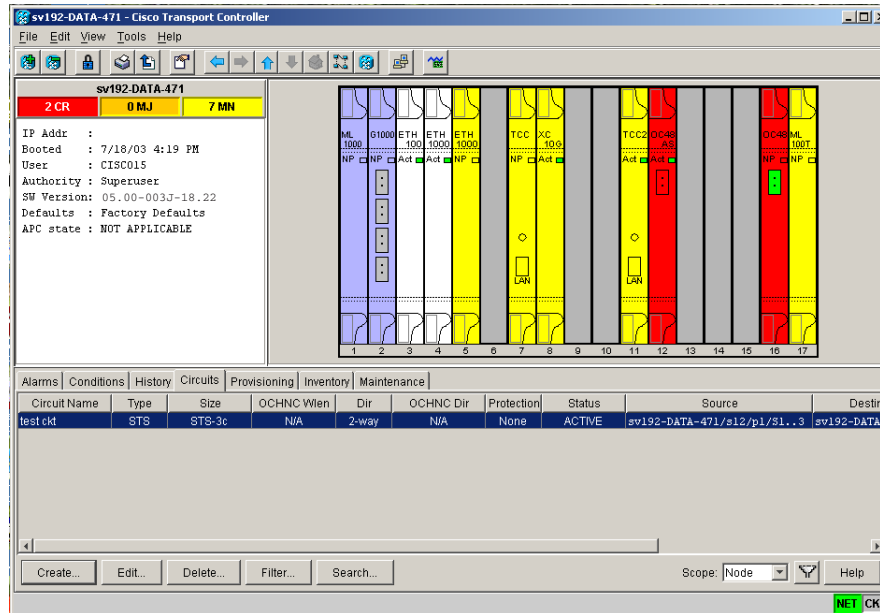 sv192-DATA-471 - Cisco Transport Controller
File Edit View Tools Help
sv192-DATA-471
2 CR 0 MJ 7 MN
IP Addr :
Booted : 7/18/03 4:19 PM
User : CISCO15
Authority : Superuser
SW Version: 05.00-003J-18.22
Defaults : Factory Defaults
APC state : NOT APPLICABLE
ML 1000 G1000 ETH 100 ETH 1000 ETH 1000 TCC XC 10G TCC2 OC48 AS OC48 ML 100T
NP NP Act Act NP NP Act Act Act NP NP
LAN LAN
1 2 3 4 5 6 7 8 9 10 11 12 13 14 15 16 17
Alarms Conditions History Circuits Provisioning Inventory Maintenance
Circuit Name Type Size OCHNC Wlen Dir OCHNC Dir Protection Status Source Destin
test ckt STS STS-3c N/A 2-way N/A None ACTIVE sv192-DATA-471/s12/p1/S1..3 sv192-DATA
Create... Edit... Delete... Filter... Search... Scope: Node Help
NET CK